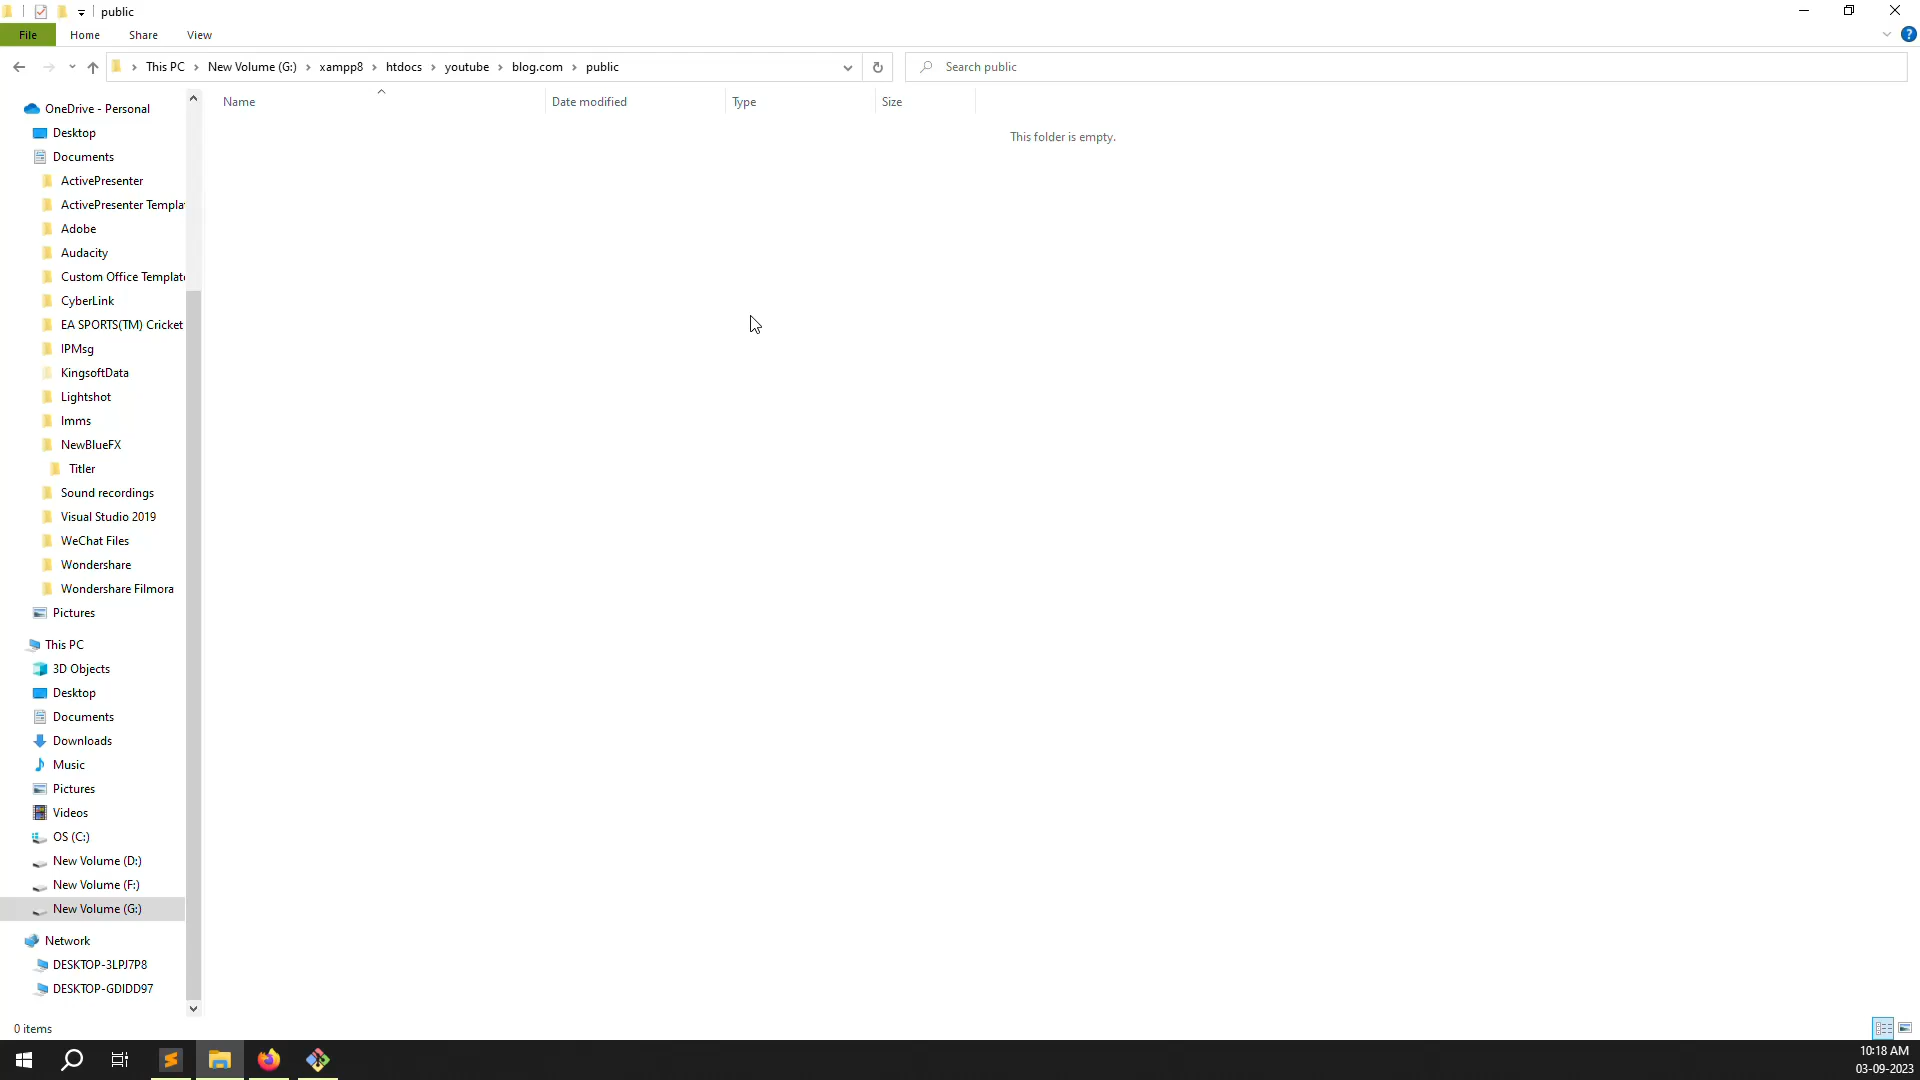 public
File Home Share View
This PC New Volume (G:) xampp8 htdocs youtube blog.com public
Search public
Name Date modified Type Size
This folder is empty.
OneDrive - Personal
Desktop
Documents
ActivePresenter
ActivePresenter Templat
Adobe
Audacity
Custom Office Template
CyberLink
EA SPORTS(TM) Cricket
IPMsg
KingsoftData
Lightshot
lmms
NewBlueFX
Titler
Sound recordings
Visual Studio 2019
WeChat Files
Wondershare
Wondershare Filmora
Pictures
This PC
3D Objects
Desktop
Documents
Downloads
Music
Pictures
Videos
OS (C:)
New Volume (D:)
New Volume (F:)
New Volume (G:)
Network
DESKTOP-3LPJ7P8
DESKTOP-GDIDD97
0 items
10:18 AM
03-09-2023